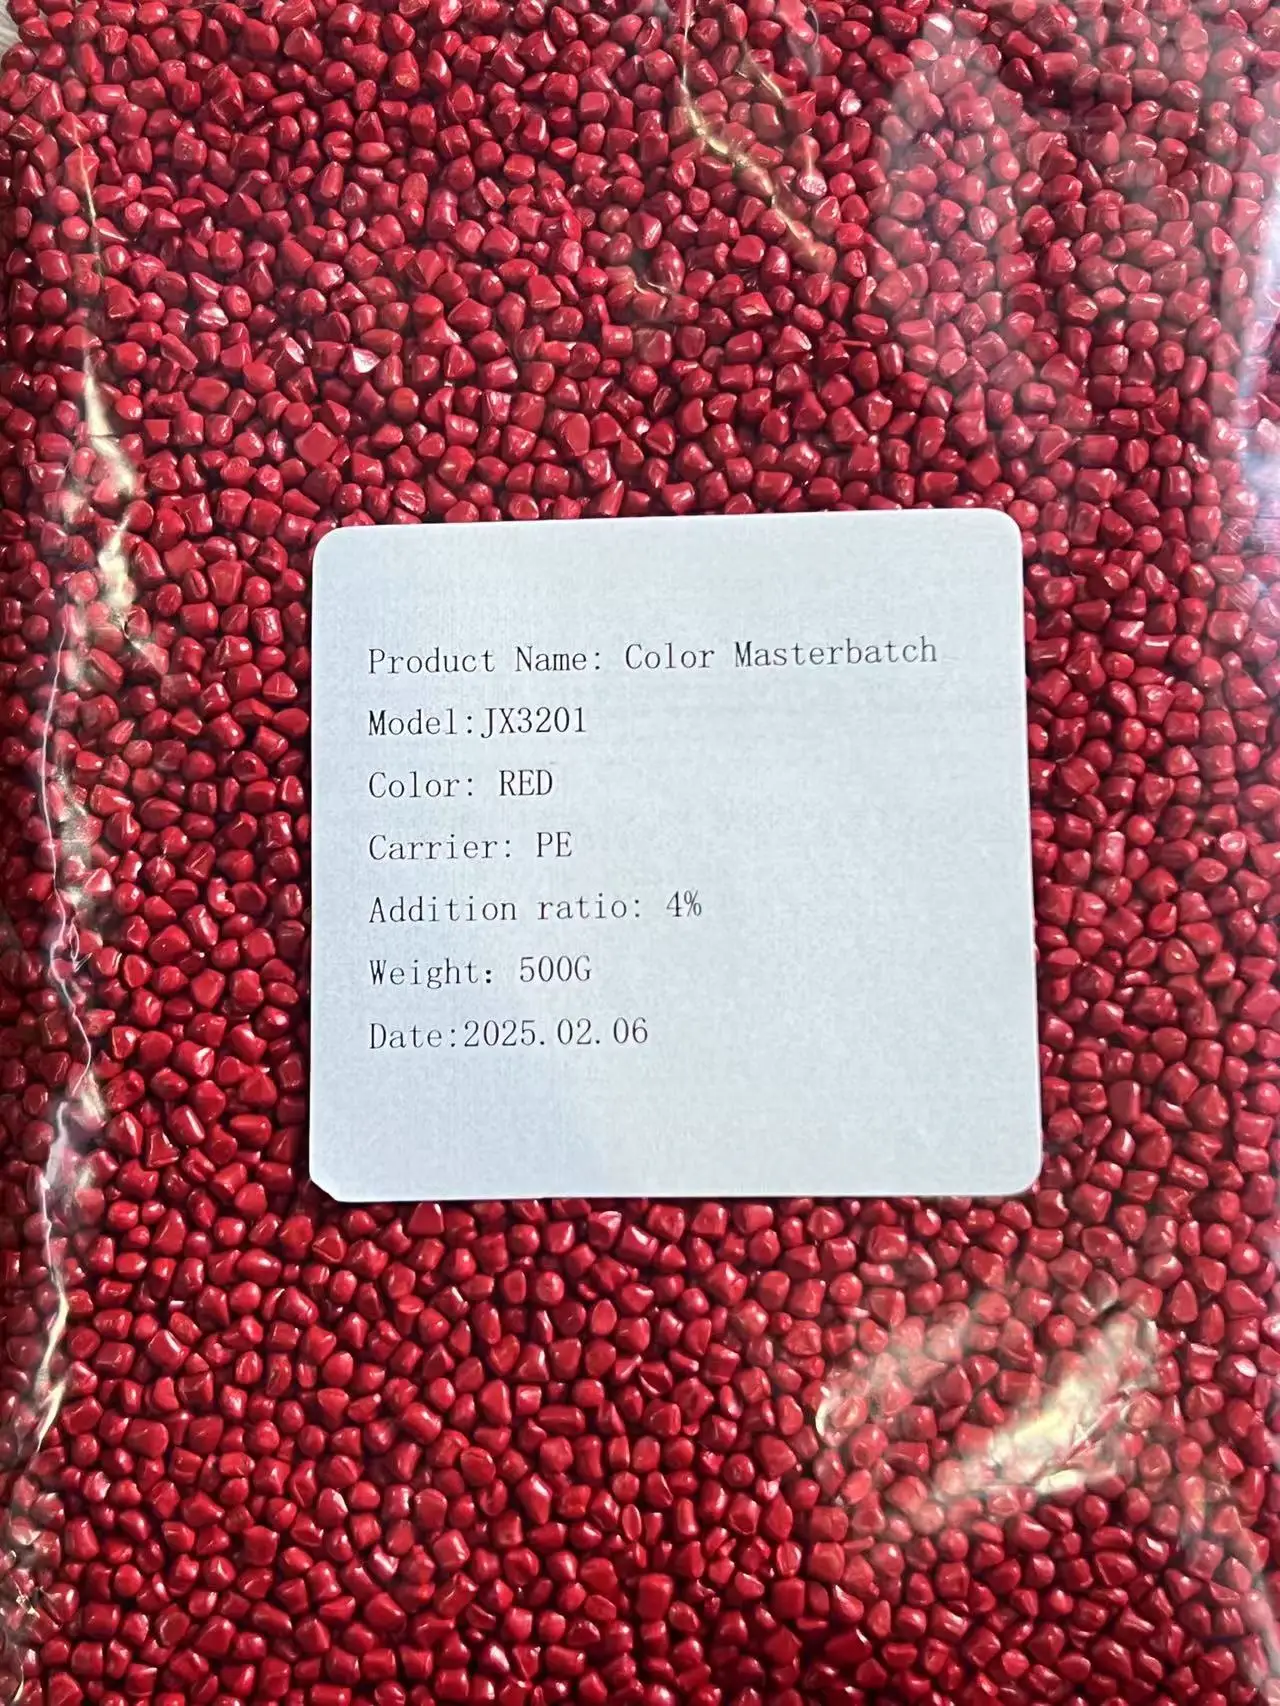 Product Name: Color Masterbatch
Model:JX3201
Color: RED
Carrier: PE
Addition ratio: 4%
Weight: 500G
Date:2025.02.06